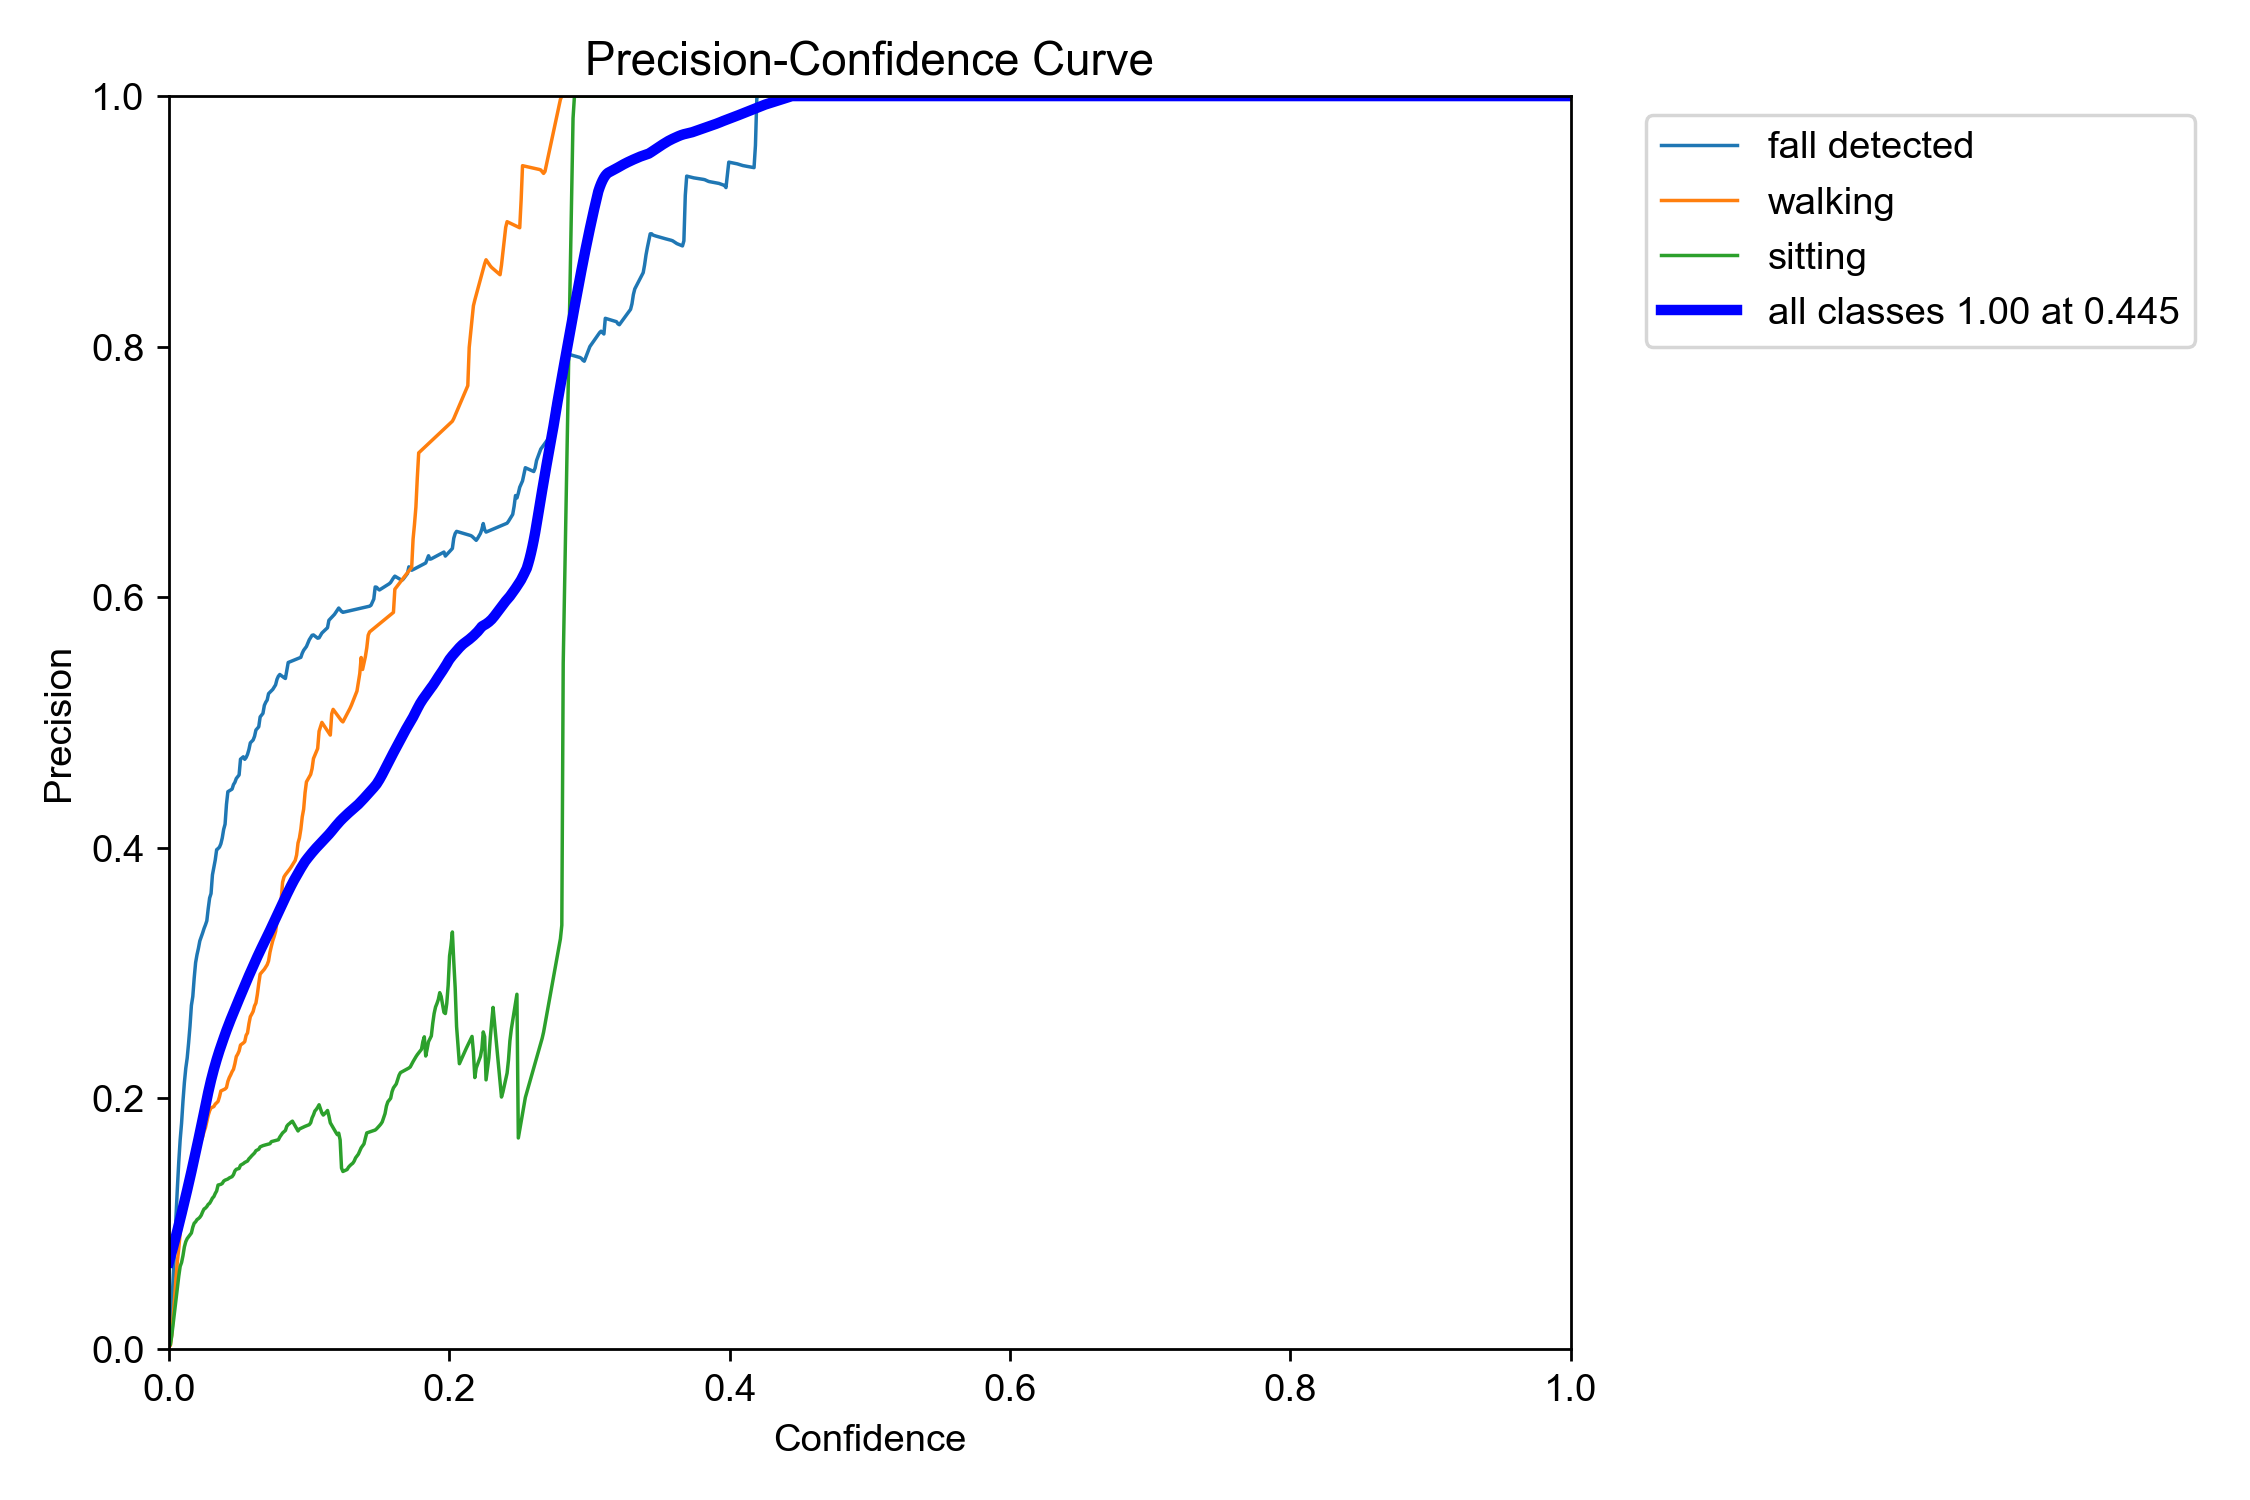 Precision-Confidence Curve
1.0
0.8
0.6
0.4
0.2
0.0
Precision
0.0 0.2 0.4 0.6 0.8 1.0
Confidence
fall detected
walking
sitting
all classes 1.00 at 0.445